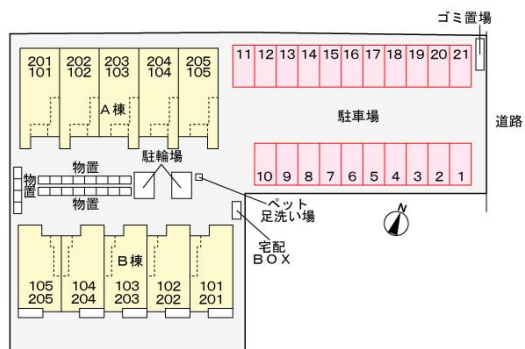 ゴミ置場
201 202 203 204 205
101 102 103 104 105
A棟
11 12 13 14 15 16 17 18 19 20 21
駐車場
道路
物置
駐輪場
物置
物置
10 9 8 7 6 5 4 3 2 1
ペット
足洗い場
N
宅配
BOX
B棟
105 104 103 102 101
205 204 203 202 201